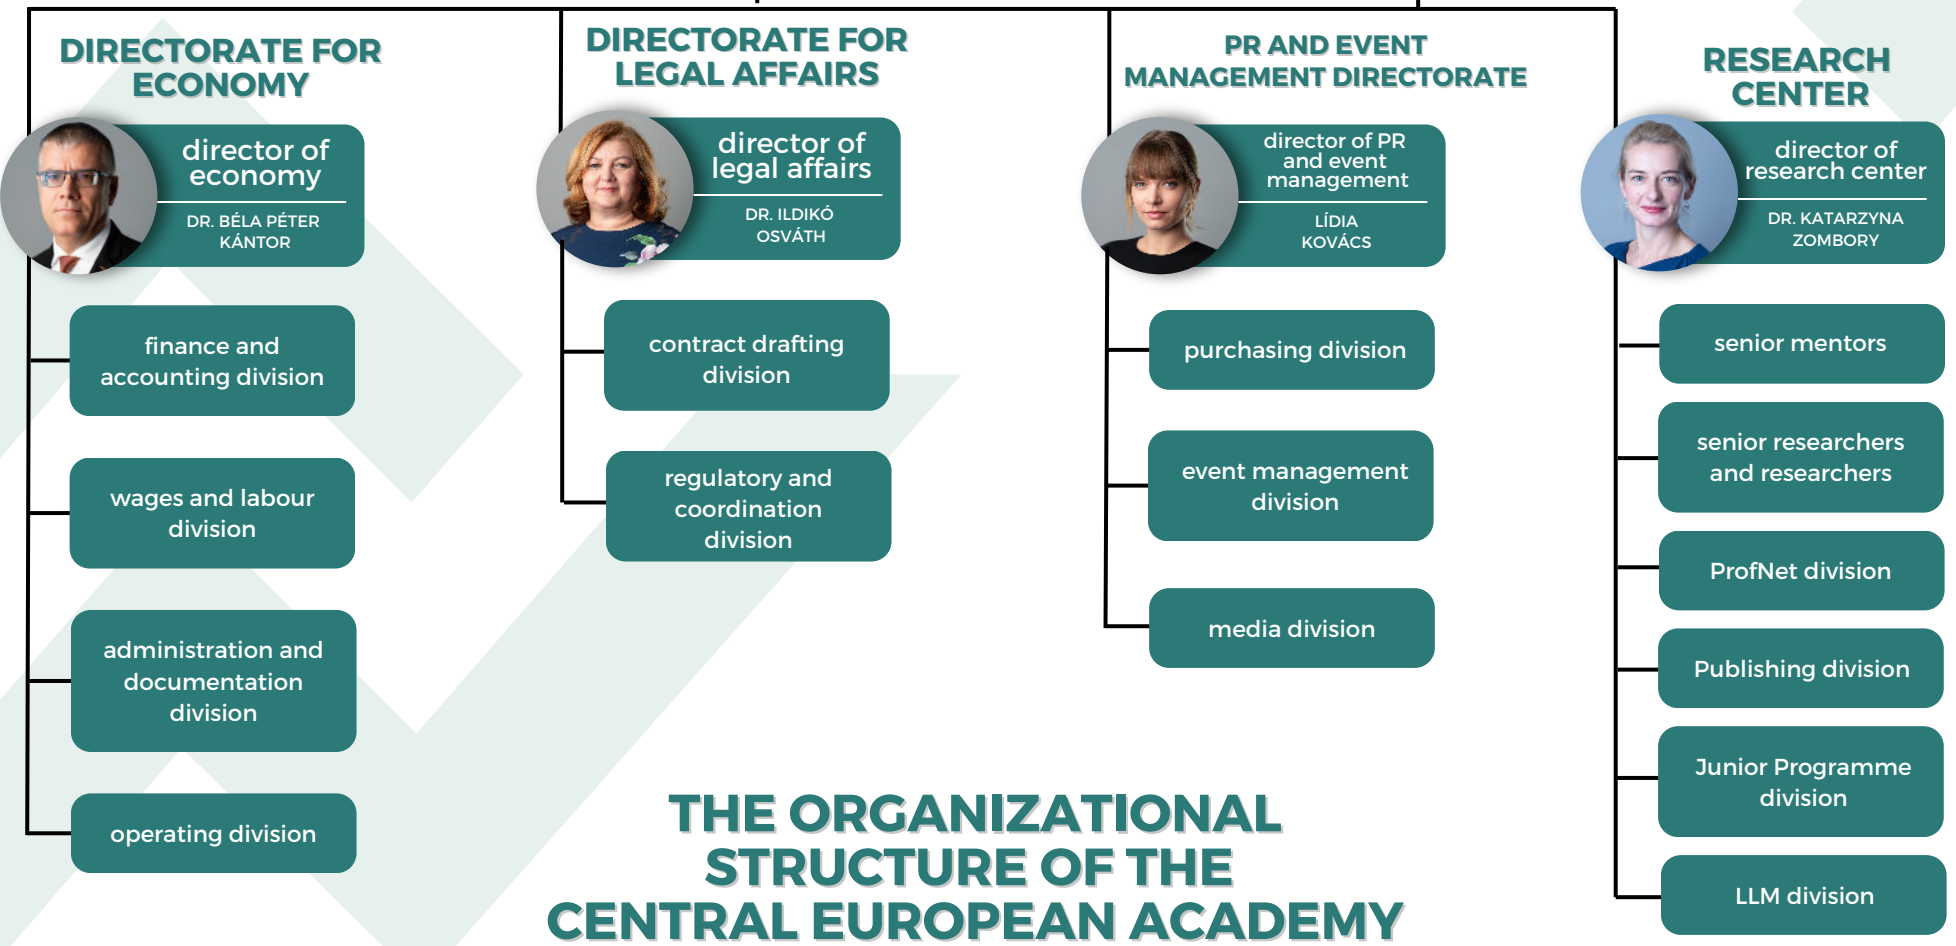 DIRECTORATE FOR
ECONOMY
director of
economy
DR. BÉLA PÉTER
KÁNTOR
finance and
accounting division
wages and labour
division
administration and
documentation
division
operating division
DIRECTORATE FOR
LEGAL AFFAIRS
director of
legal affairs
DR. ILDIKÓ
OSVÁTH
contract drafting
division
regulatory and
coordination
division
PR AND EVENT
MANAGEMENT DIRECTORATE
director of PR
and event
management
LÍDIA
KOVÁCS
purchasing division
event management
division
media division
RESEARCH
CENTER
director of
research center
DR. KATARZYNA
ZOMBORY
senior mentors
senior researchers
and researchers
ProfNet division
Publishing division
Junior Programme
division
LLM division
THE ORGANIZATIONAL
STRUCTURE OF THE
CENTRAL EUROPEAN ACADEMY